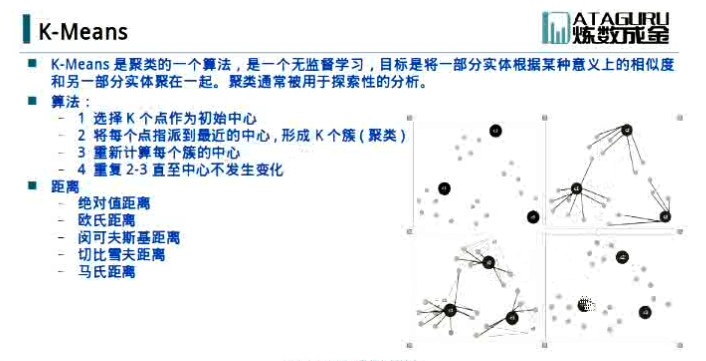 K-Means
DATAGURU
炼数成金
K-Means 是聚类的一个算法，是一个无监督学习，目标是将一部分实体根据某种意义上的相似度
和另一部分实体聚在一起。聚类通常被用于探索性的分析。
算法：
– 1 选择 K 个点作为初始中心
– 2 将每个点指派到最近的中心，形成 K 个簇（聚类）
– 3 重新计算每个簇的中心
– 4 重复 2-3 直至中心不发生变化
距离
– 绝对值距离
– 欧氏距离
– 闵可夫斯基距离
– 切比雪夫距离
– 马氏距离